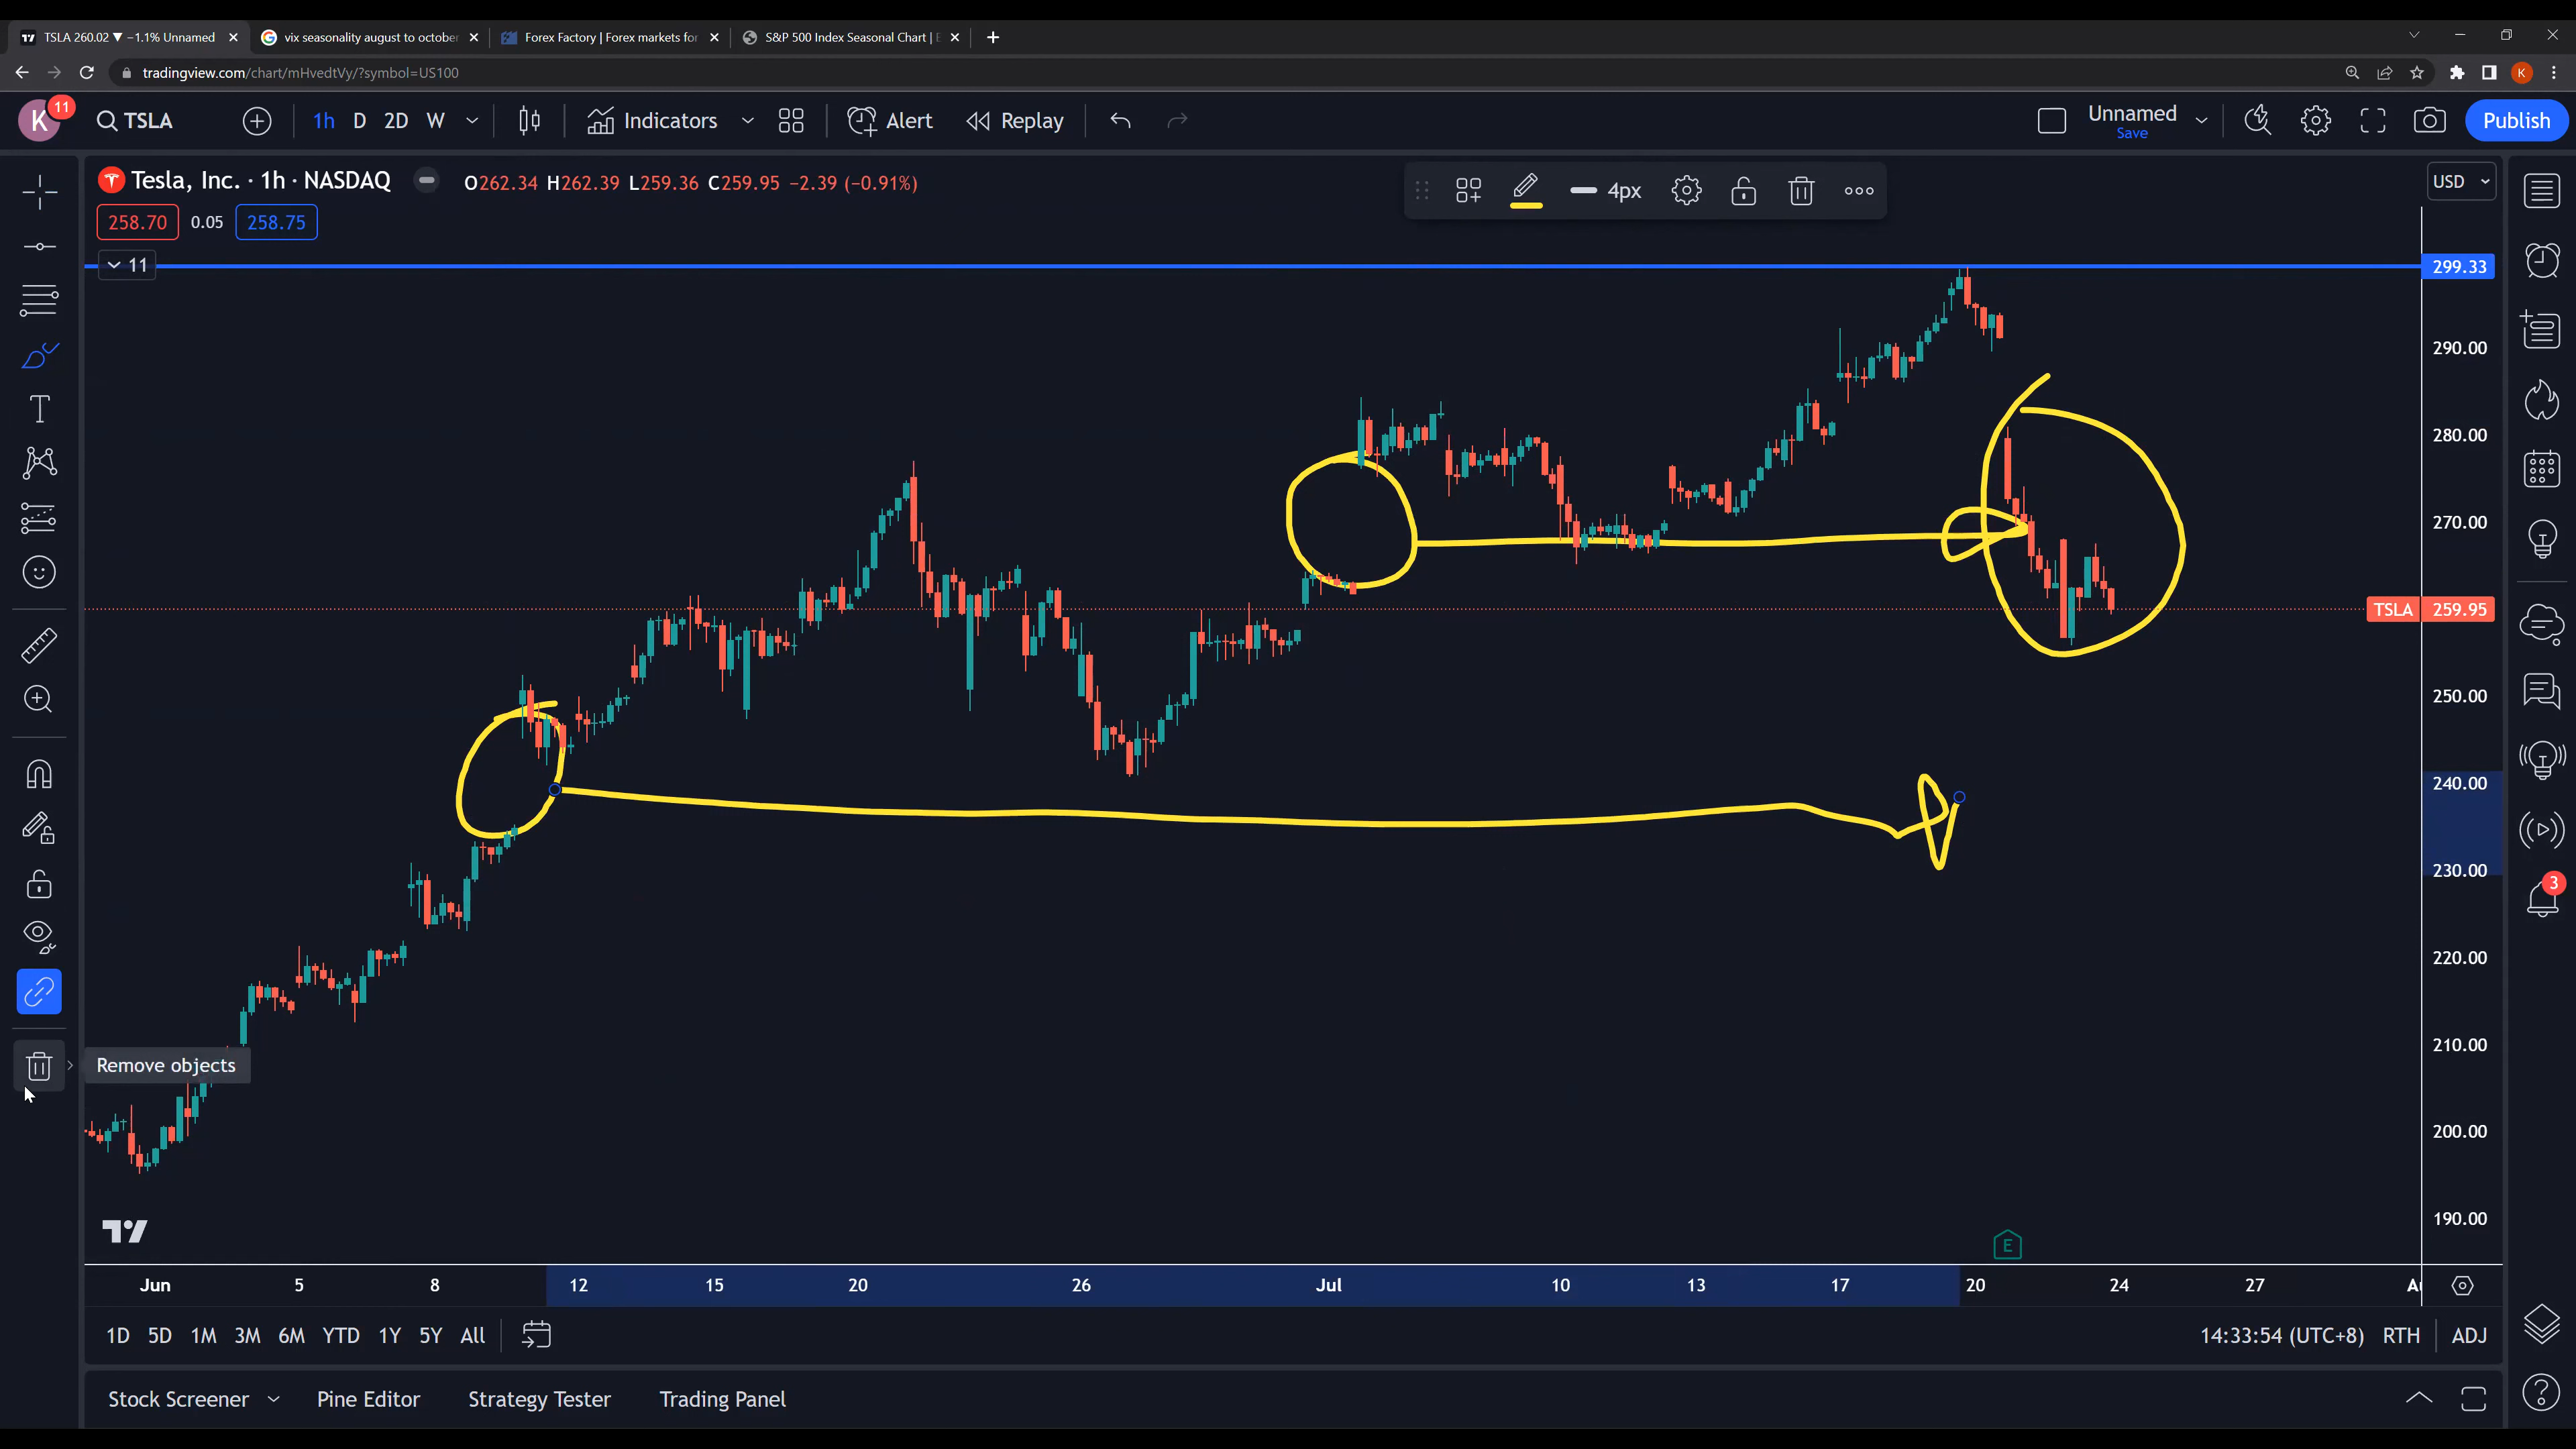 TSLA 260.02 ▼ −1.1% Unnamed
vix seasonality august to october
Forex Factory | Forex markets for
S&P 500 Index Seasonal Chart | E
tradingview.com/chart/mHvedtVy/?symbol=US100
K
K 11
TSLA
1h D 2D W
Indicators
Alert
Replay
Unnamed
Save
Publish
Tesla, Inc. · 1h · NASDAQ
O262.34 H262.39 L259.36 C259.95 −2.39 (−0.91%)
4px
USD
258.70 0.05 258.75
11
299.33
290.00
280.00
270.00
TSLA 259.95
250.00
240.00
230.00
220.00
210.00
200.00
190.00
3
Remove objects
E
Jun 5 8 12 15 20 26 Jul 10 13 17 20 24 27
1D 5D 1M 3M 6M YTD 1Y 5Y All
14:33:54 (UTC+8) RTH ADJ
Stock Screener Pine Editor Strategy Tester Trading Panel